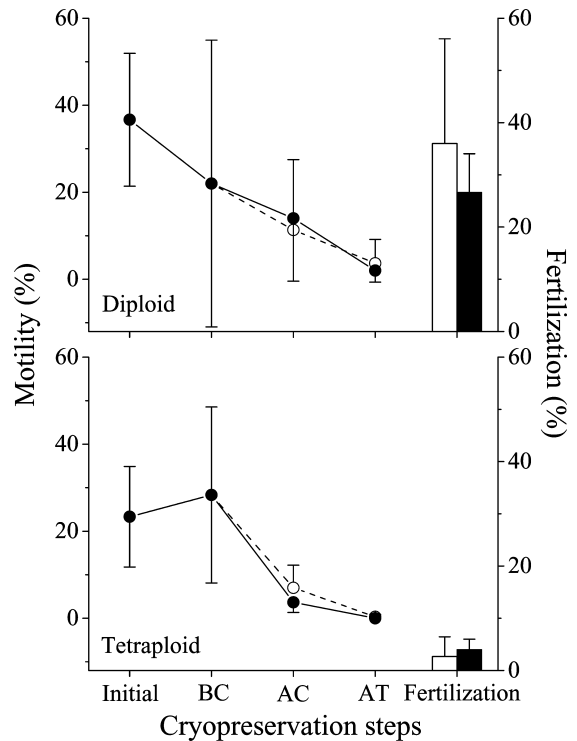 60
60
40
40
20
20
0
0
Diploid
60
60
40
40
20
20
0
0
Tetraploid
Motility (%)
Fertilization (%)
Initial BC AC AT Fertilization
Cryopreservation steps